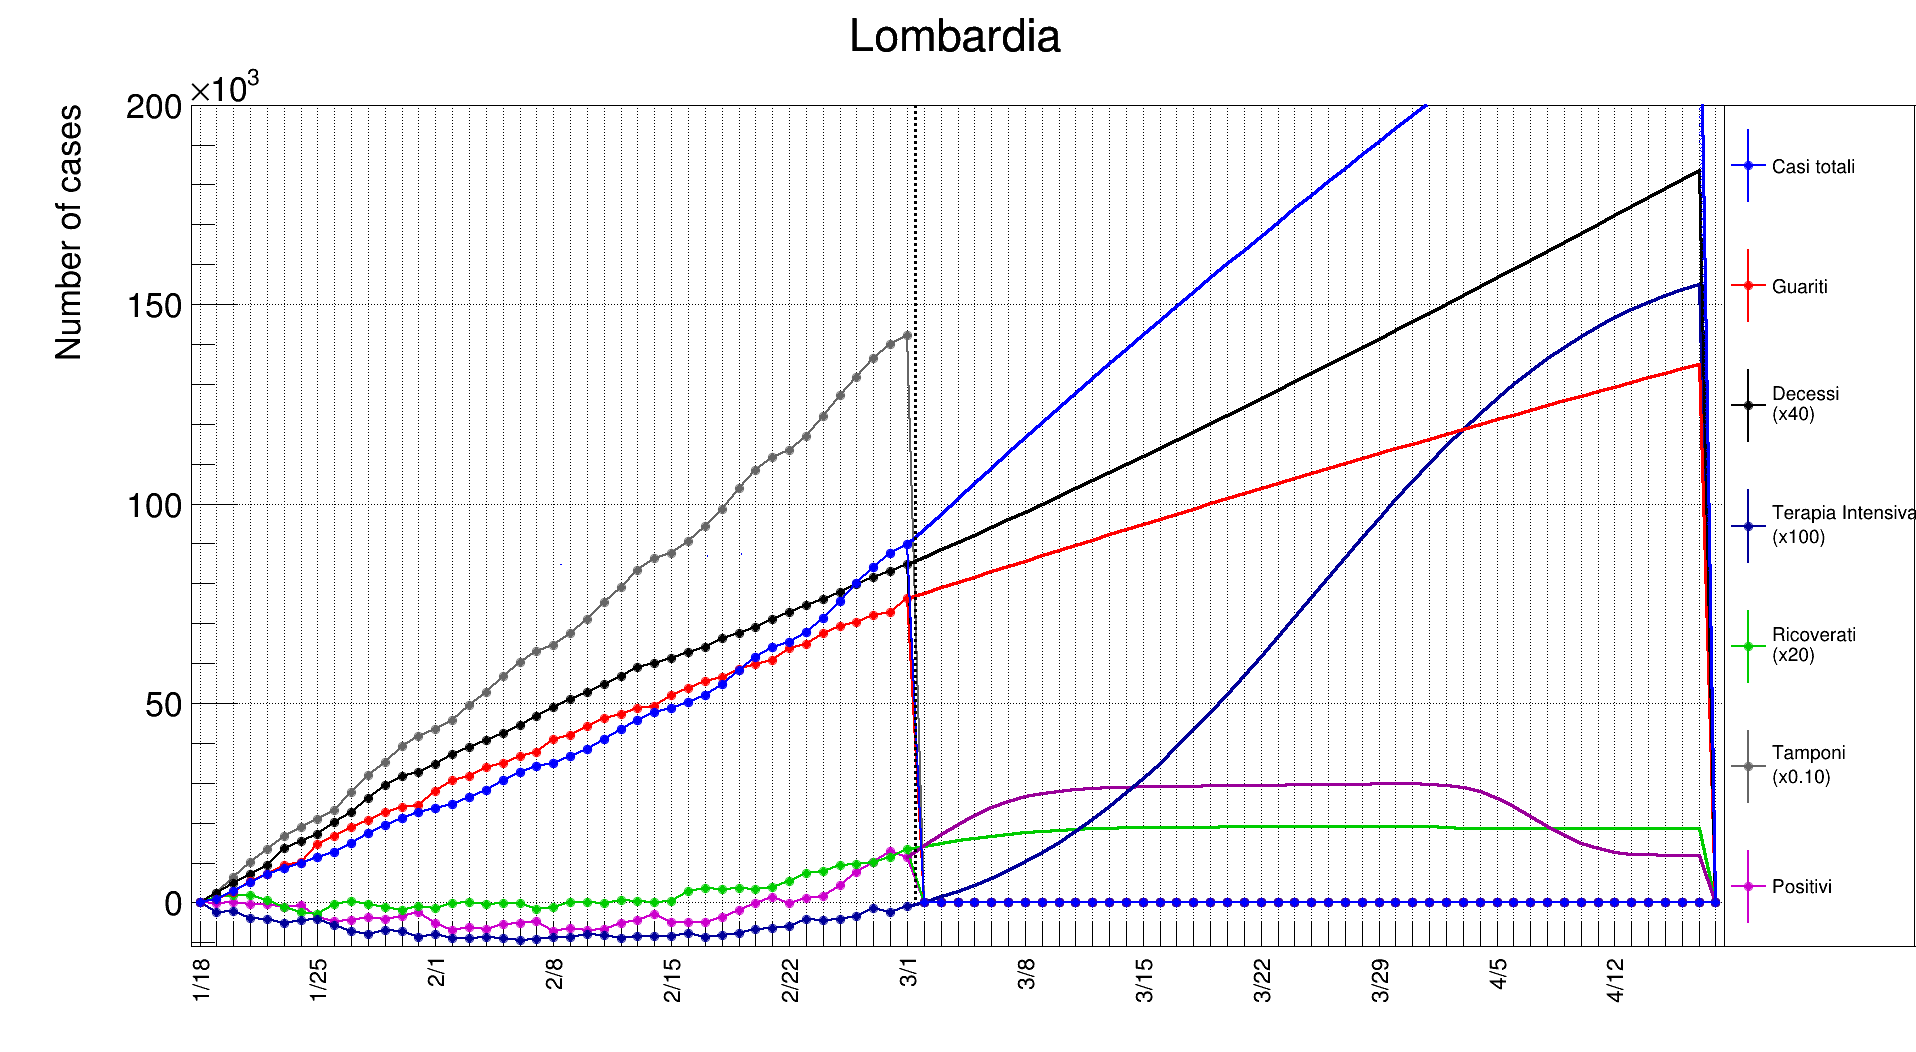 Lombardia
×10³
Number of cases
200
150
100
50
0
1/18
1/25
2/1
2/8
2/15
2/22
3/1
3/8
3/15
3/22
3/29
4/5
4/12
Casi totali
Guariti
Decessi
(x40)
Terapia Intensiva
(x100)
Ricoverati
(x20)
Tamponi
(x0.10)
Positivi